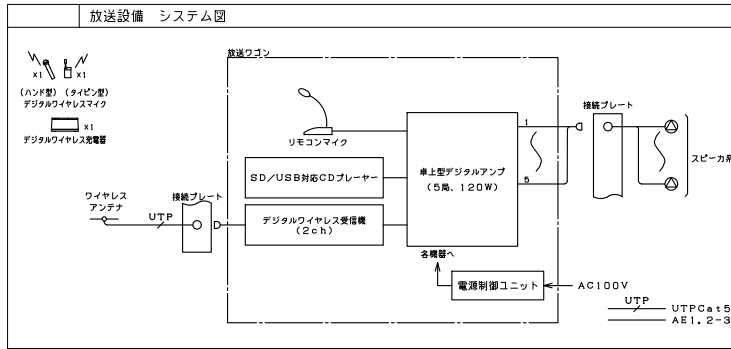 放送設備 システム図
放送ワゴン
x1
x1
(ハンド型) (タイピン型)
デジタルワイヤレスマイク
x1
デジタルワイヤレス充電器
リモコンマイク
SD/USB対応CDプレーヤー
デジタルワイヤレス受信機
(2ch)
卓上型デジタルアンプ
(5局、120W)
1
5
接続プレート
スピーカ系
ワイヤレス
アンテナ
UTP
接続プレート
各機器へ
電源制御ユニット
AC100V
UTP
UTPCat5
AE1.2-3